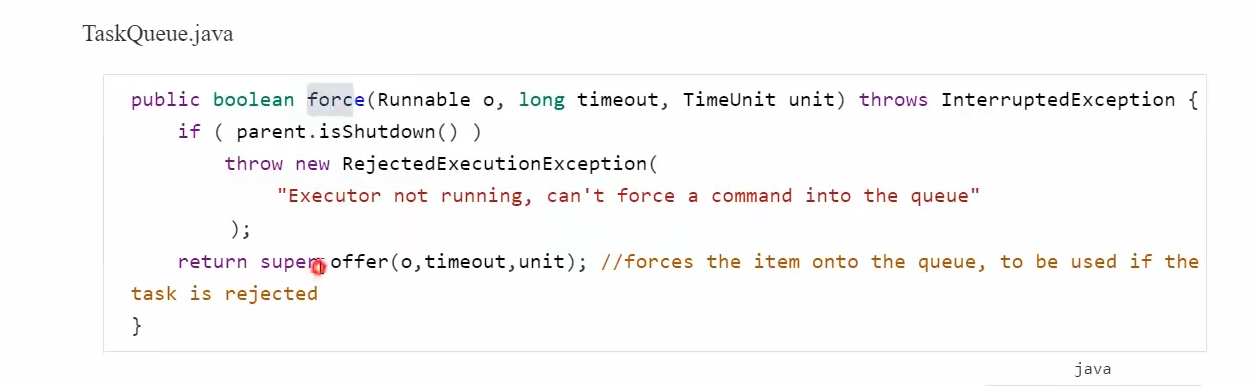 TaskQueue.java
public boolean force(Runnable o, long timeout, TimeUnit unit) throws InterruptedException {
if ( parent.isShutdown() )
throw new RejectedExecutionException(
"Executor not running, can't force a command into the queue"
);
return super.offer(o,timeout,unit); //forces the item onto the queue, to be used if the
task is rejected
}
java